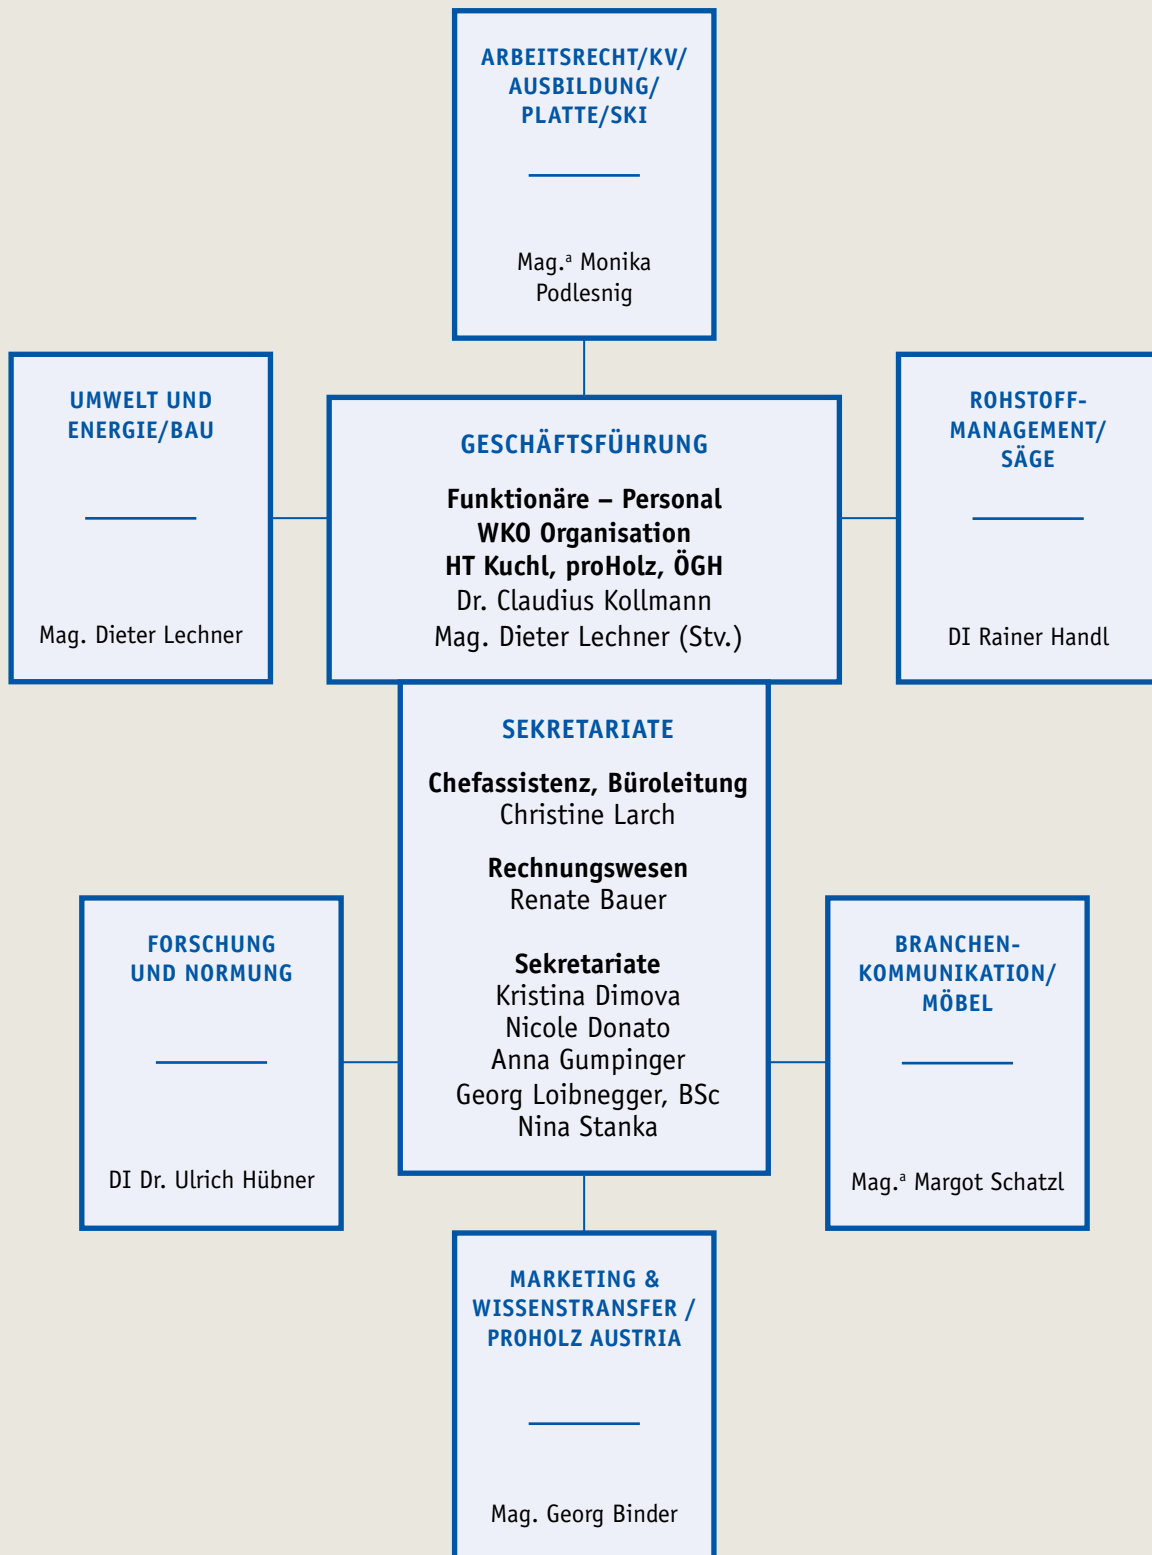 ARBEITSRECHT/KV/
AUSBILDUNG/
PLATTE/SKI
Mag.ᵃ Monika
Podlesnig
UMWELT UND
ENERGIE/BAU
Mag. Dieter Lechner
GESCHÄFTSFÜHRUNG
Funktionäre – Personal
WKO Organisation
HT Kuchl, proHolz, ÖGH
Dr. Claudius Kollmann
Mag. Dieter Lechner (Stv.)
ROHSTOFF-
MANAGEMENT/
SÄGE
DI Rainer Handl
SEKRETARIATE
Chefassistenz, Büroleitung
Christine Larch
Rechnungswesen
Renate Bauer
Sekretariate
Kristina Dimova
Nicole Donato
Anna Gumpinger
Georg Loibnegger, BSc
Nina Stanka
FORSCHUNG
UND NORMUNG
DI Dr. Ulrich Hübner
BRANCHEN-
KOMMUNIKATION/
MÖBEL
Mag.ᵃ Margot Schatzl
MARKETING &
WISSENSTRANSFER /
PROHOLZ AUSTRIA
Mag. Georg Binder